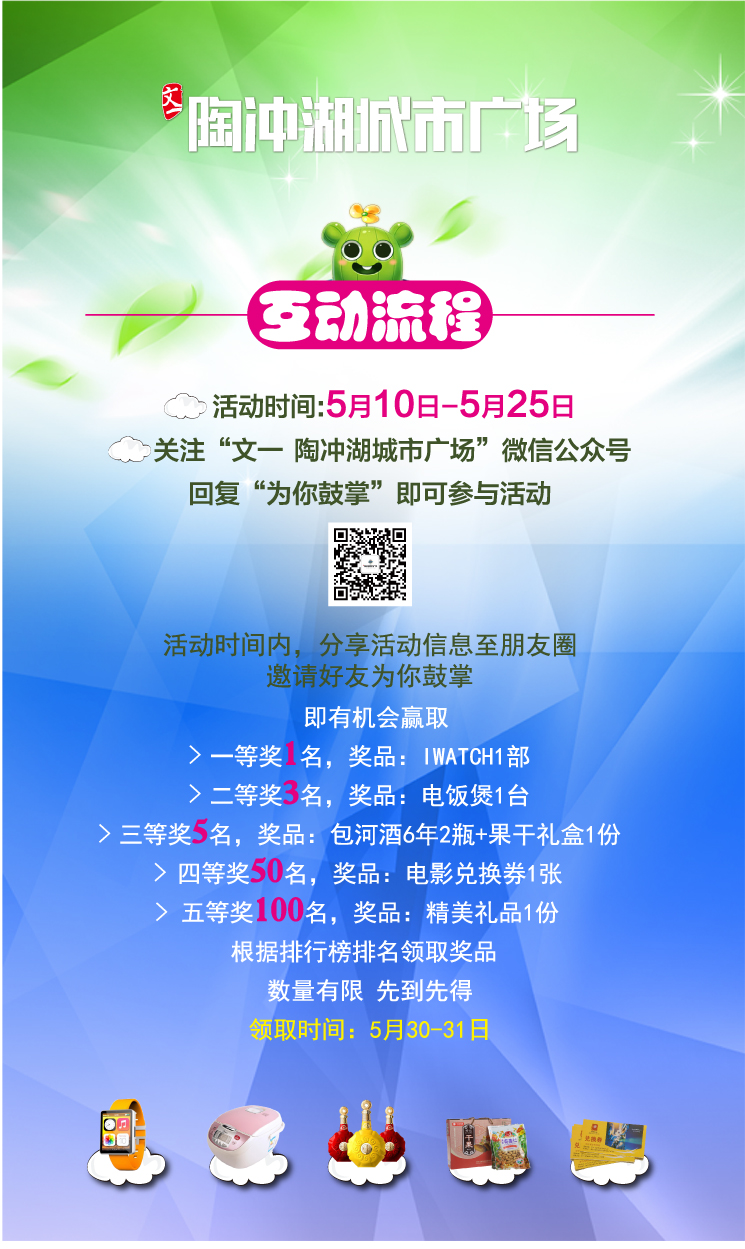 文一
陶冲湖城市广场
互动流程
活动时间:5月10日-5月25日
关注“文一 陶冲湖城市广场”微信公众号
回复“为你鼓掌”即可参与活动
活动时间内，分享活动信息至朋友圈
邀请好友为你鼓掌
即有机会赢取
> 一等奖1名，奖品：IWATCH1部
> 二等奖3名，奖品：电饭煲1台
> 三等奖5名，奖品：包河酒6年2瓶+果干礼盒1份
> 四等奖50名，奖品：电影兑换券1张
> 五等奖100名，奖品：精美礼品1份
根据排行榜排名领取奖品
数量有限 先到先得
领取时间：5月30-31日
干果
兑换券